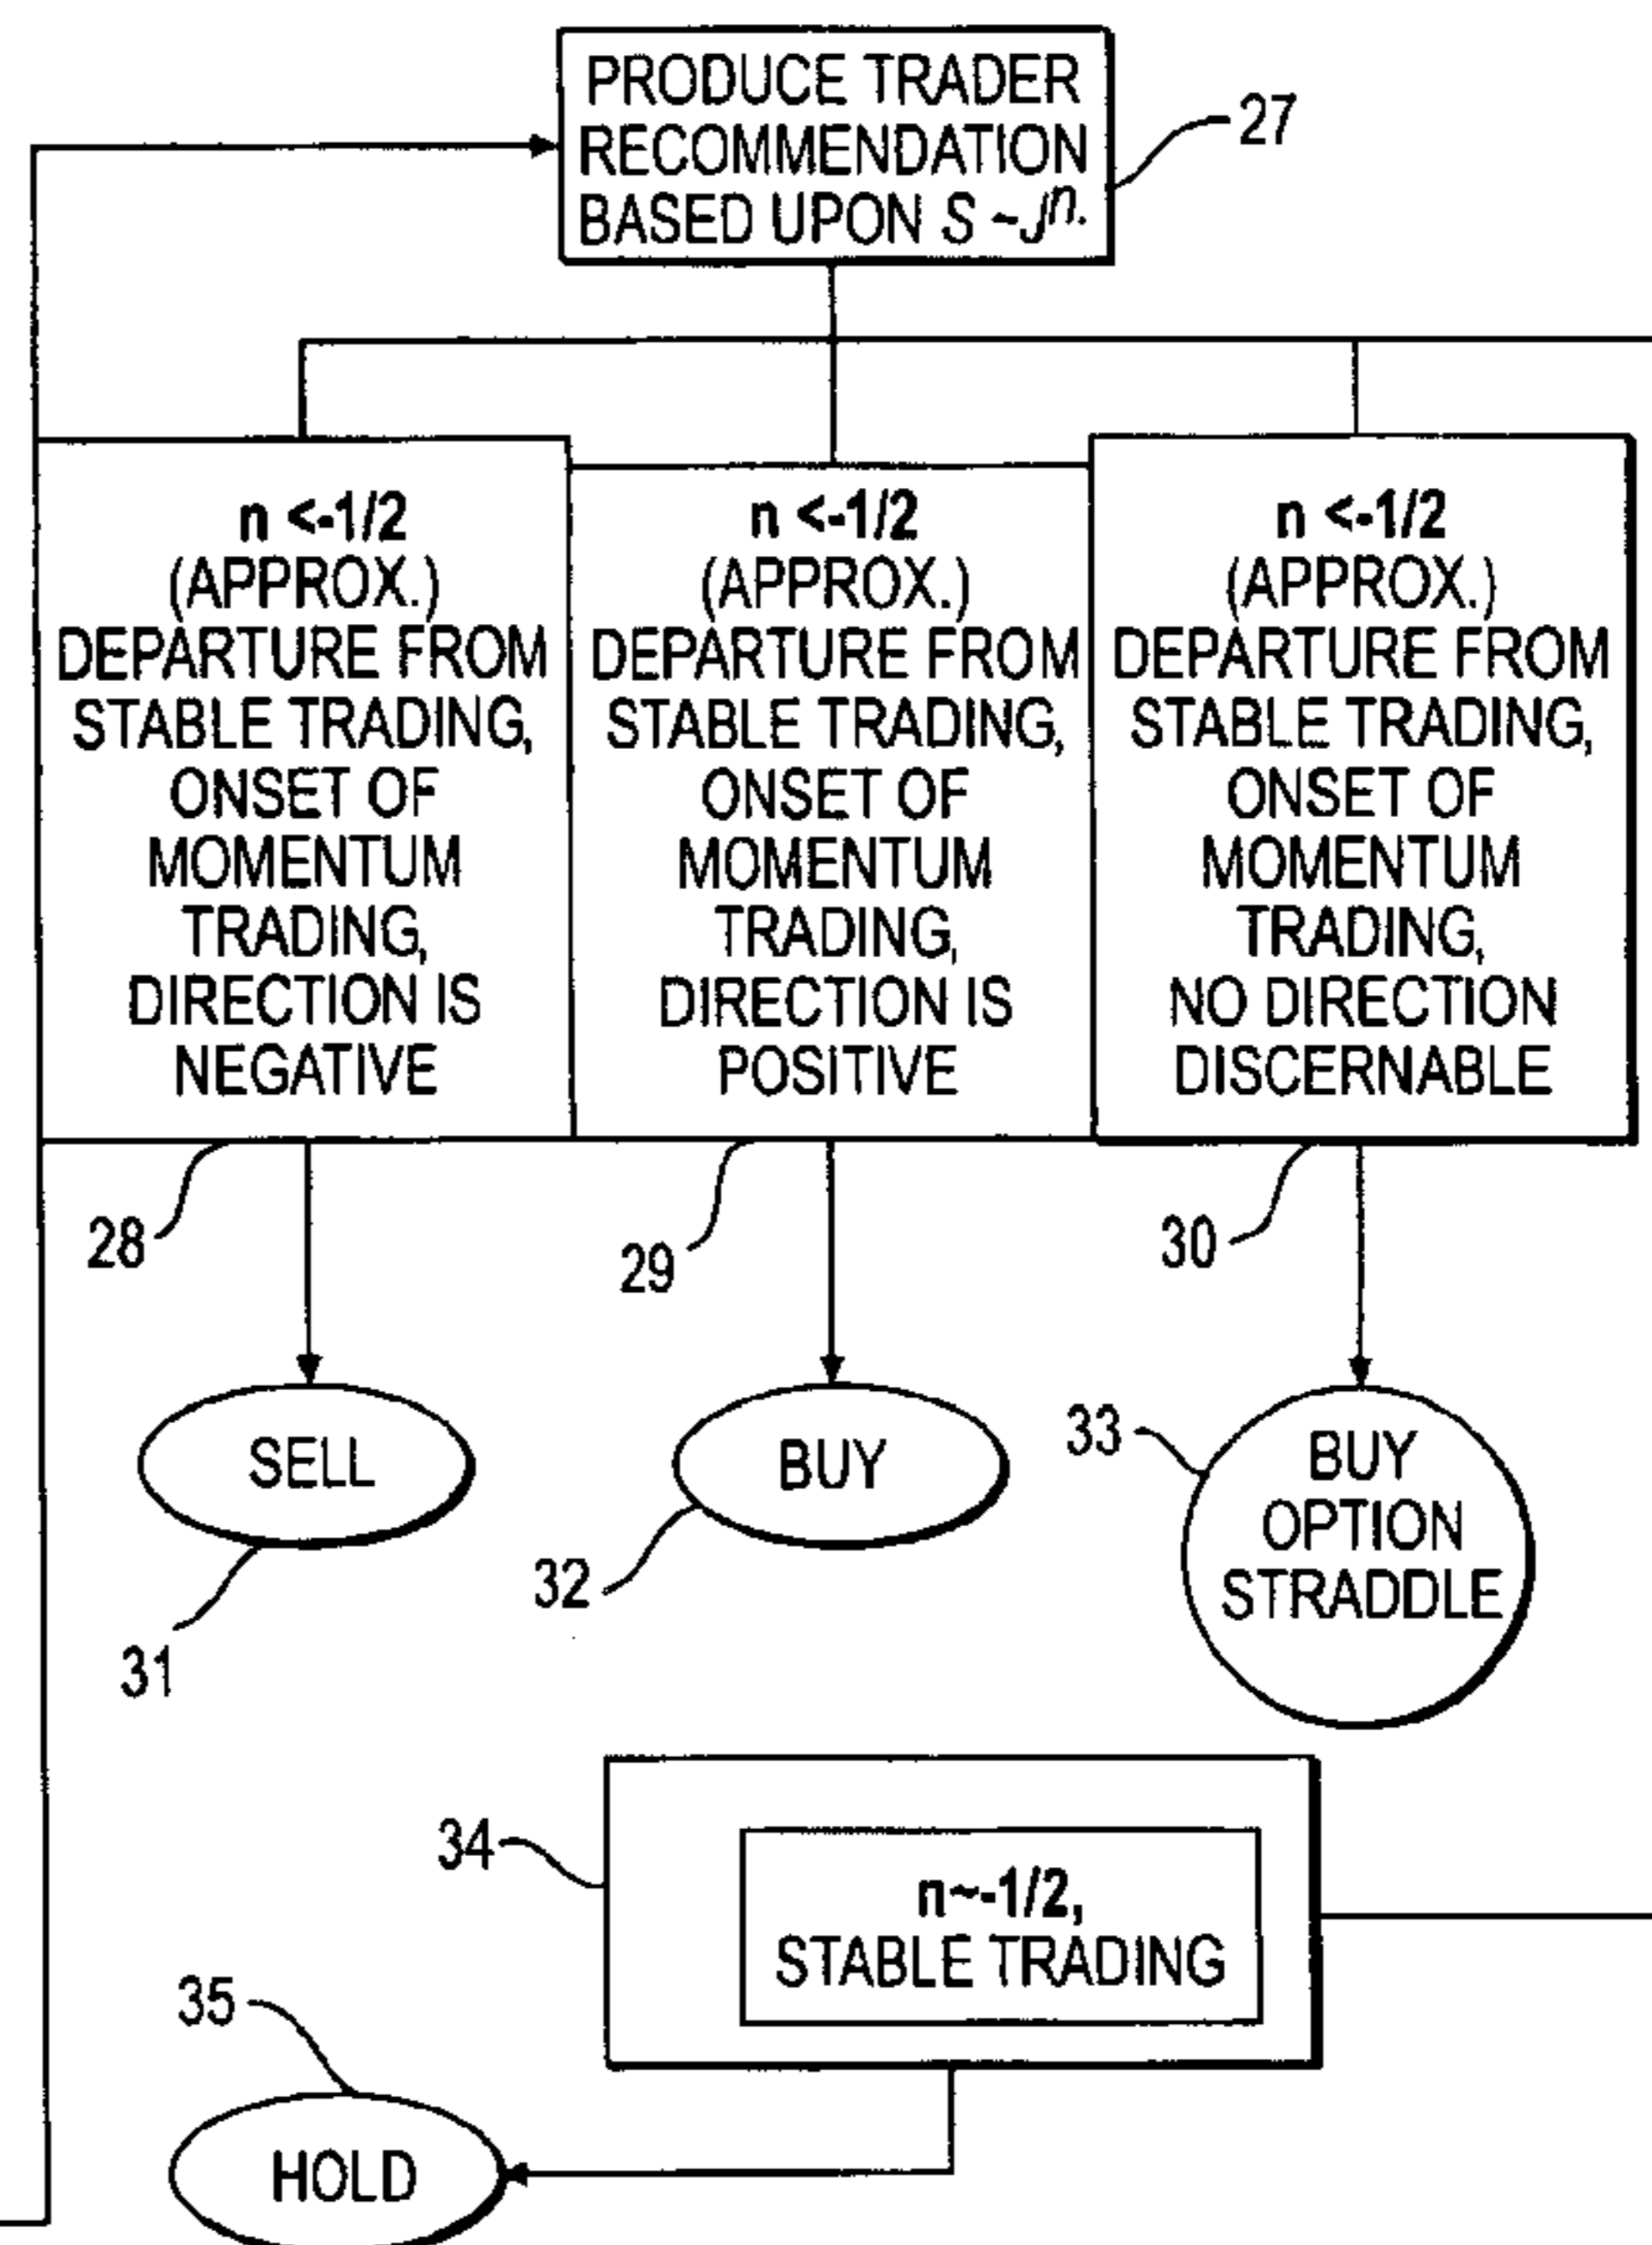 PRODUCE TRADER
RECOMMENDATION
BASED UPON S ~Jⁿ.
27
n <-1/2
(APPROX.)
DEPARTURE FROM
STABLE TRADING,
ONSET OF
MOMENTUM
TRADING,
DIRECTION IS
NEGATIVE
n <-1/2
(APPROX.)
DEPARTURE FROM
STABLE TRADING,
ONSET OF
MOMENTUM
TRADING,
DIRECTION IS
POSITIVE
n <-1/2
(APPROX.)
DEPARTURE FROM
STABLE TRADING,
ONSET OF
MOMENTUM
TRADING,
NO DIRECTION
DISCERNABLE
28
29
30
SELL
31
BUY
32
33
BUY
OPTION
STRADDLE
34
n~-1/2,
STABLE TRADING
35
HOLD